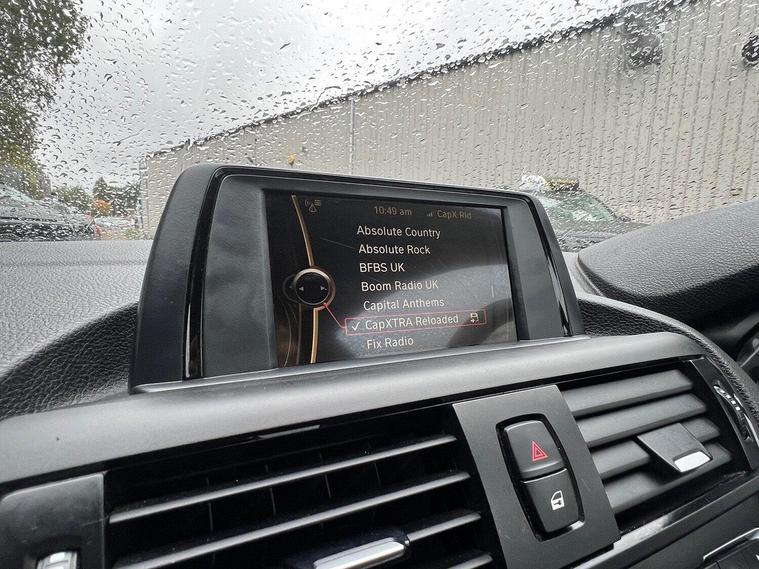 10:49 am CapX Rld
Absolute Country
Absolute Rock
BFBS UK
Boom Radio UK
Capital Anthems
✓ CapXTRA Reloaded
Fix Radio